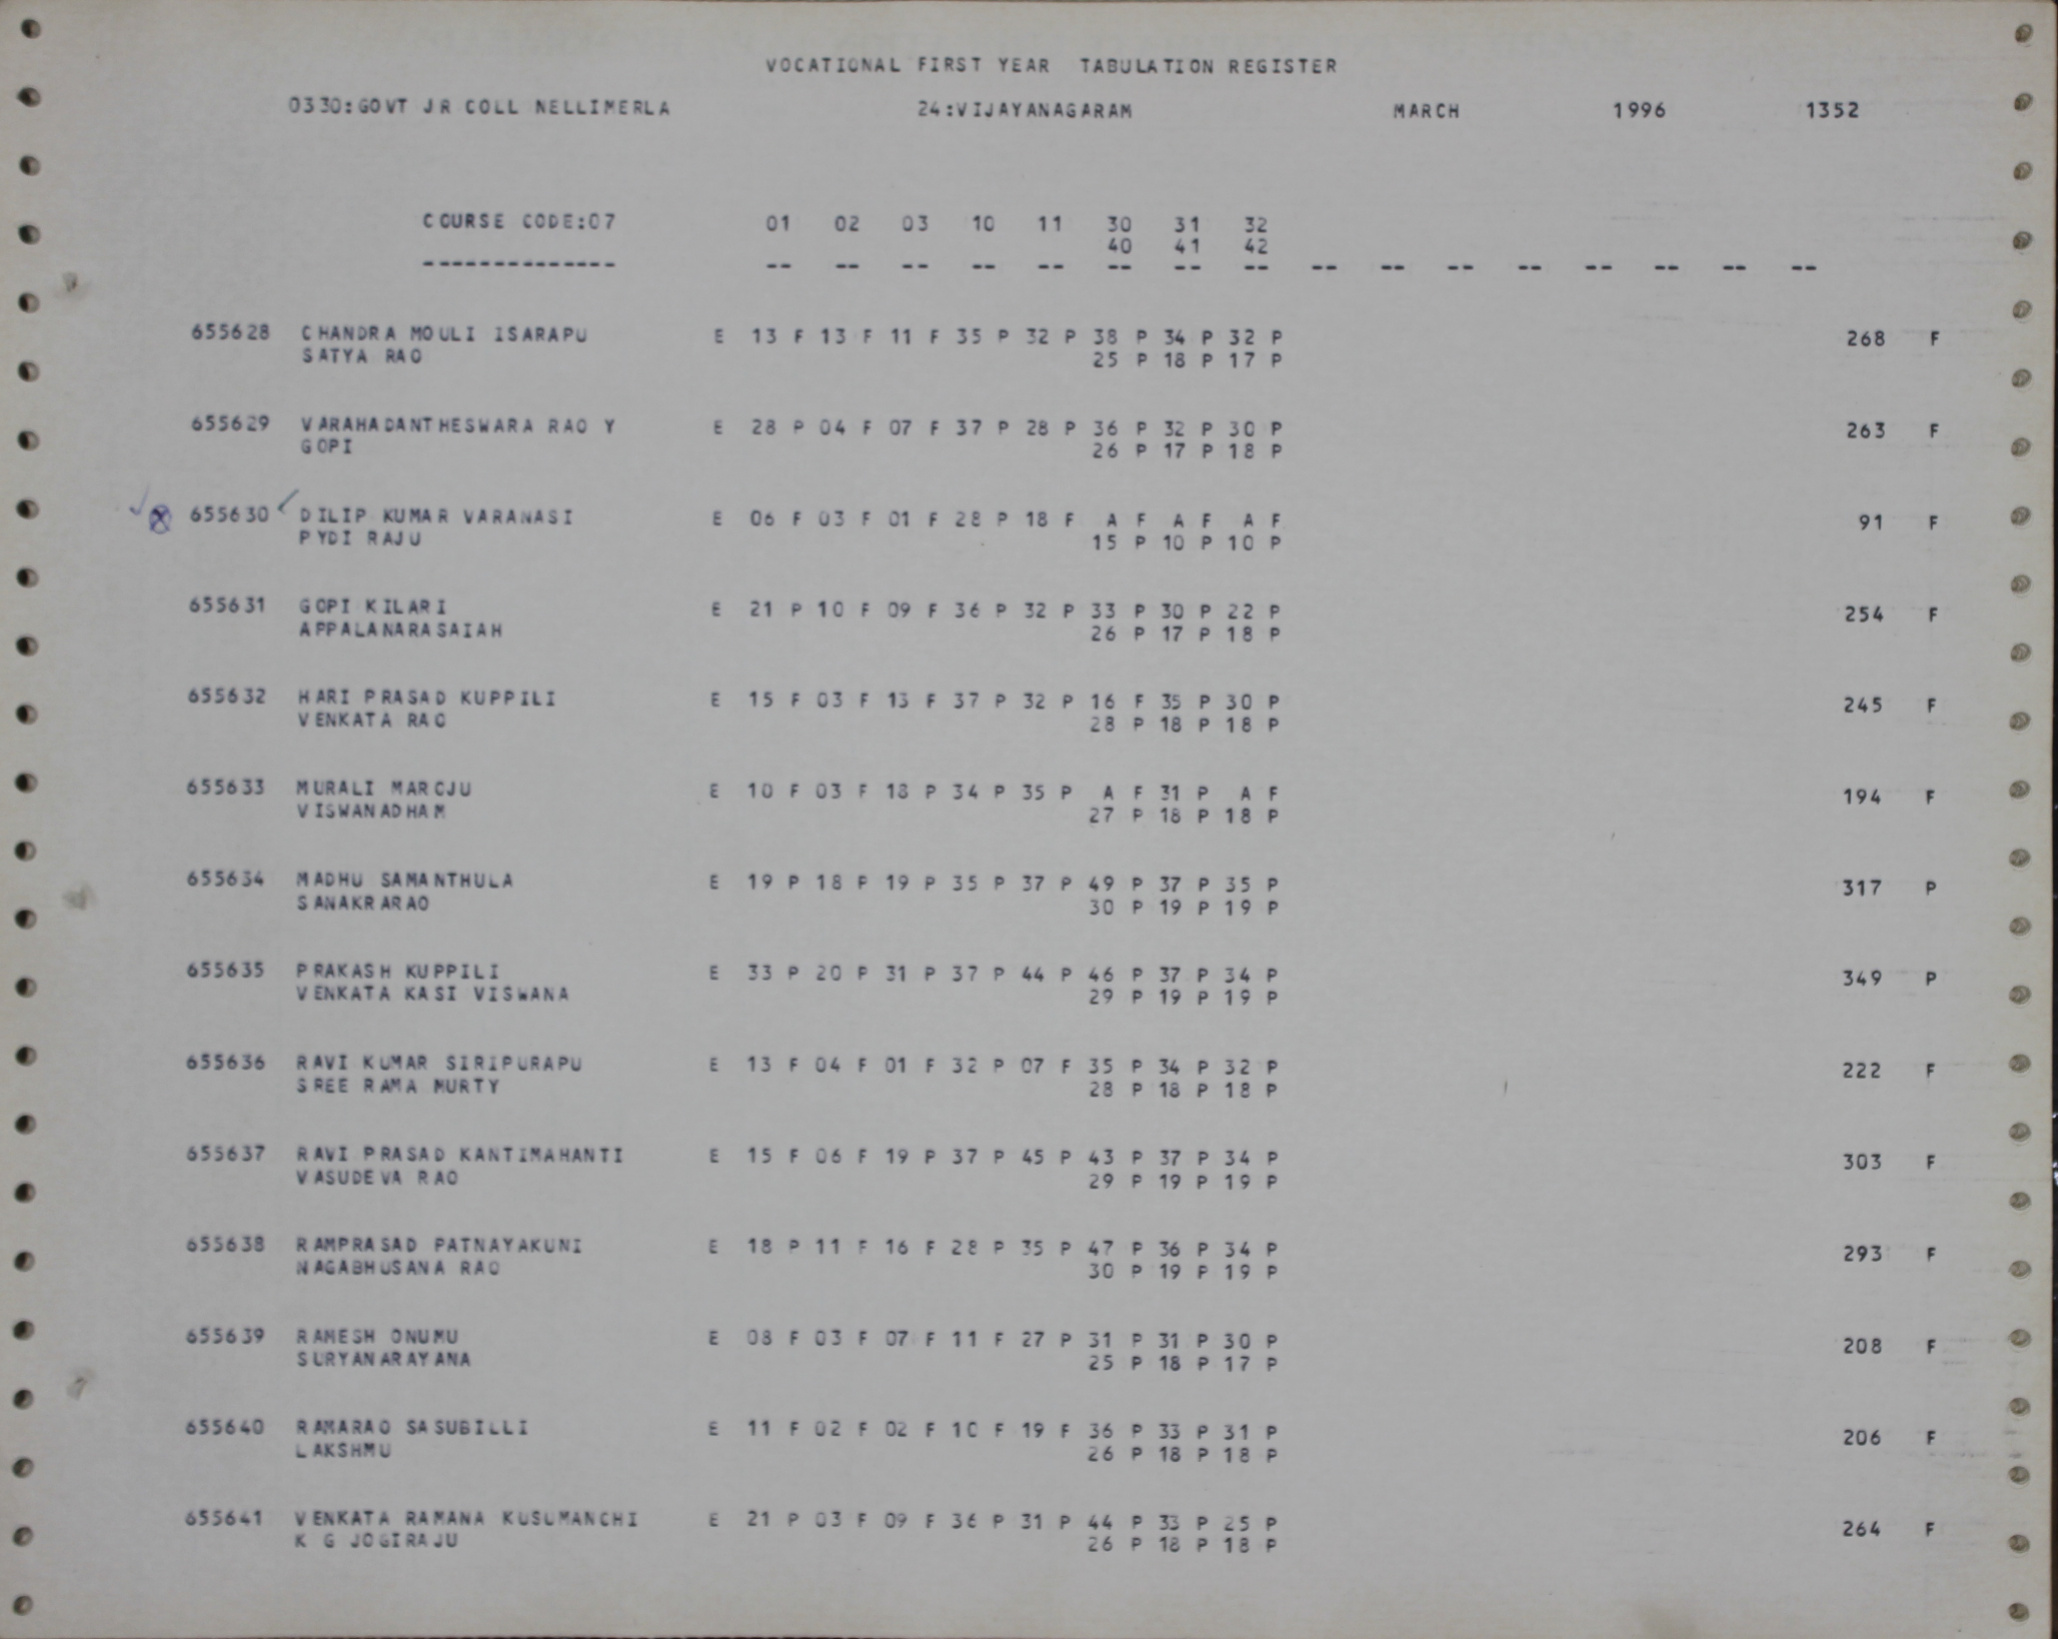 VOCATIONAL FIRST YEAR TABULATION REGISTER
0330:GOVT JR COLL NELLIMERLA 24:VIJAYANAGARAM MARCH 1996 1352
COURSE CODE:07 01 02 03 10 11 30 31 32
40 41 42
-------------- -- -- -- -- -- -- -- -- -- -- -- -- -- -- -- --
655628 CHANDRA MOULI ISARAPU E 13 F 13 F 11 F 35 P 32 P 38 P 34 P 32 P 268 F
SATYA RAO 25 P 18 P 17 P
655629 VARAHADANTHESWARA RAO Y E 28 P 04 F 07 F 37 P 28 P 36 P 32 P 30 P 263 F
GOPI 26 P 17 P 18 P
655630 DILIP KUMAR VARANASI E 06 F 03 F 01 F 28 P 18 F A F A F A F 91 F
PYDI RAJU 15 P 10 P 10 P
655631 GOPI KILARI E 21 P 10 F 09 F 36 P 32 P 33 P 30 P 22 P 254 F
APPALANARASAIAH 26 P 17 P 18 P
655632 HARI PRASAD KUPPILI E 15 F 03 F 13 F 37 P 32 P 16 F 35 P 30 P 245 F
VENKATA RAO 28 P 18 P 18 P
655633 MURALI MAROJU E 10 F 03 F 18 P 34 P 35 P A F 31 P A F 194 F
VISWANADHAM 27 P 18 P 18 P
655634 MADHU SAMANTHULA E 19 P 18 P 19 P 35 P 37 P 49 P 37 P 35 P 317 P
SANAKRARAO 30 P 19 P 19 P
655635 PRAKASH KUPPILI E 33 P 20 P 31 P 37 P 44 P 46 P 37 P 34 P 349 P
VENKATA KASI VISWANA 29 P 19 P 19 P
655636 RAVI KUMAR SIRIPURAPU E 13 F 04 F 01 F 32 P 07 F 35 P 34 P 32 P 222 F
SREE RAMA MURTY 28 P 18 P 18 P
655637 RAVI PRASAD KANTIMAHANTI E 15 F 06 F 19 P 37 P 45 P 43 P 37 P 34 P 303 F
VASUDEVA RAO 29 P 19 P 19 P
655638 RAMPRASAD PATNAYAKUNI E 18 P 11 F 16 F 28 P 35 P 47 P 36 P 34 P 293 F
NAGABHUSANA RAO 30 P 19 P 19 P
655639 RAMESH ONUMU E 08 F 03 F 07 F 11 F 27 P 31 P 31 P 30 P 208 F
SURYANARAYANA 25 P 18 P 17 P
655640 RAMARAO SASUBILLI E 11 F 02 F 02 F 10 F 19 F 36 P 33 P 31 P 206 F
LAKSHMU 26 P 18 P 18 P
655641 VENKATA RAMANA KUSUMANCHI E 21 P 03 F 09 F 36 P 31 P 44 P 33 P 25 P 264 F
K G JOGIRAJU 26 P 18 P 18 P